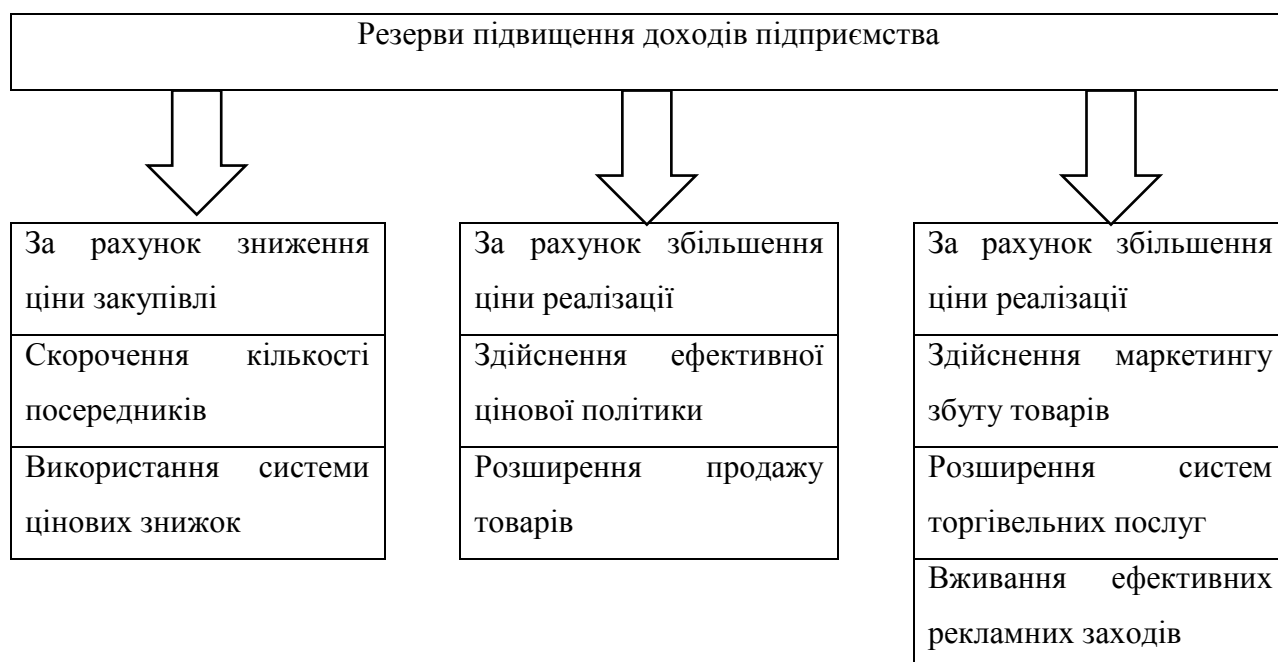 Резерви підвищення доходів підприємства
За рахунок зниження
ціни закупівлі
Скорочення кількості
посередників
Використання системи
цінових знижок
За рахунок збільшення
ціни реалізації
Здійснення ефективної
цінової політики
Розширення продажу
товарів
За рахунок збільшення
ціни реалізації
Здійснення маркетингу
збуту товарів
Розширення систем
торгівельних послуг
Вживання ефективних
рекламних заходів